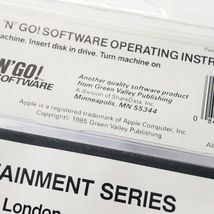 'N' GO! SOFTWARE OPERATING INSTR
machine, Insert disk in drive. Turn machine on
'N' GO!
SOFTWARE
Another quality software product
from Green Valley Publishing
A division of ShareData, Inc.
Minneapolis, MN 55344
Apple is a registered trademark of Apple Computer, Inc.
Copyright © 1985 Green Valley Publishing
TAINMENT SERIES
London